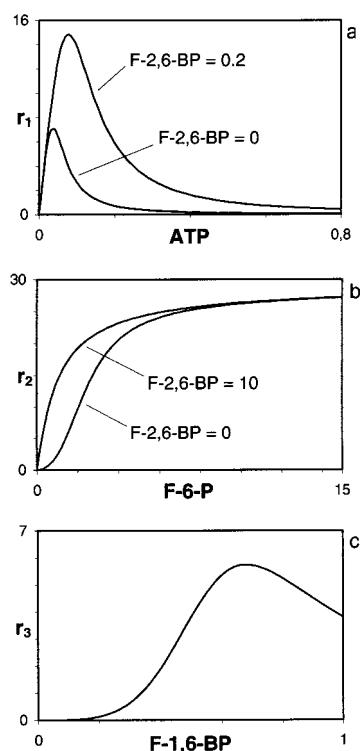 16
a
r1
F-2,6-BP = 0.2
F-2,6-BP = 0
0
0
ATP
0,8
30
b
r2
F-2,6-BP = 10
F-2,6-BP = 0
0
0
F-6-P
15
7
c
r3
0
0
F-1,6-BP
1